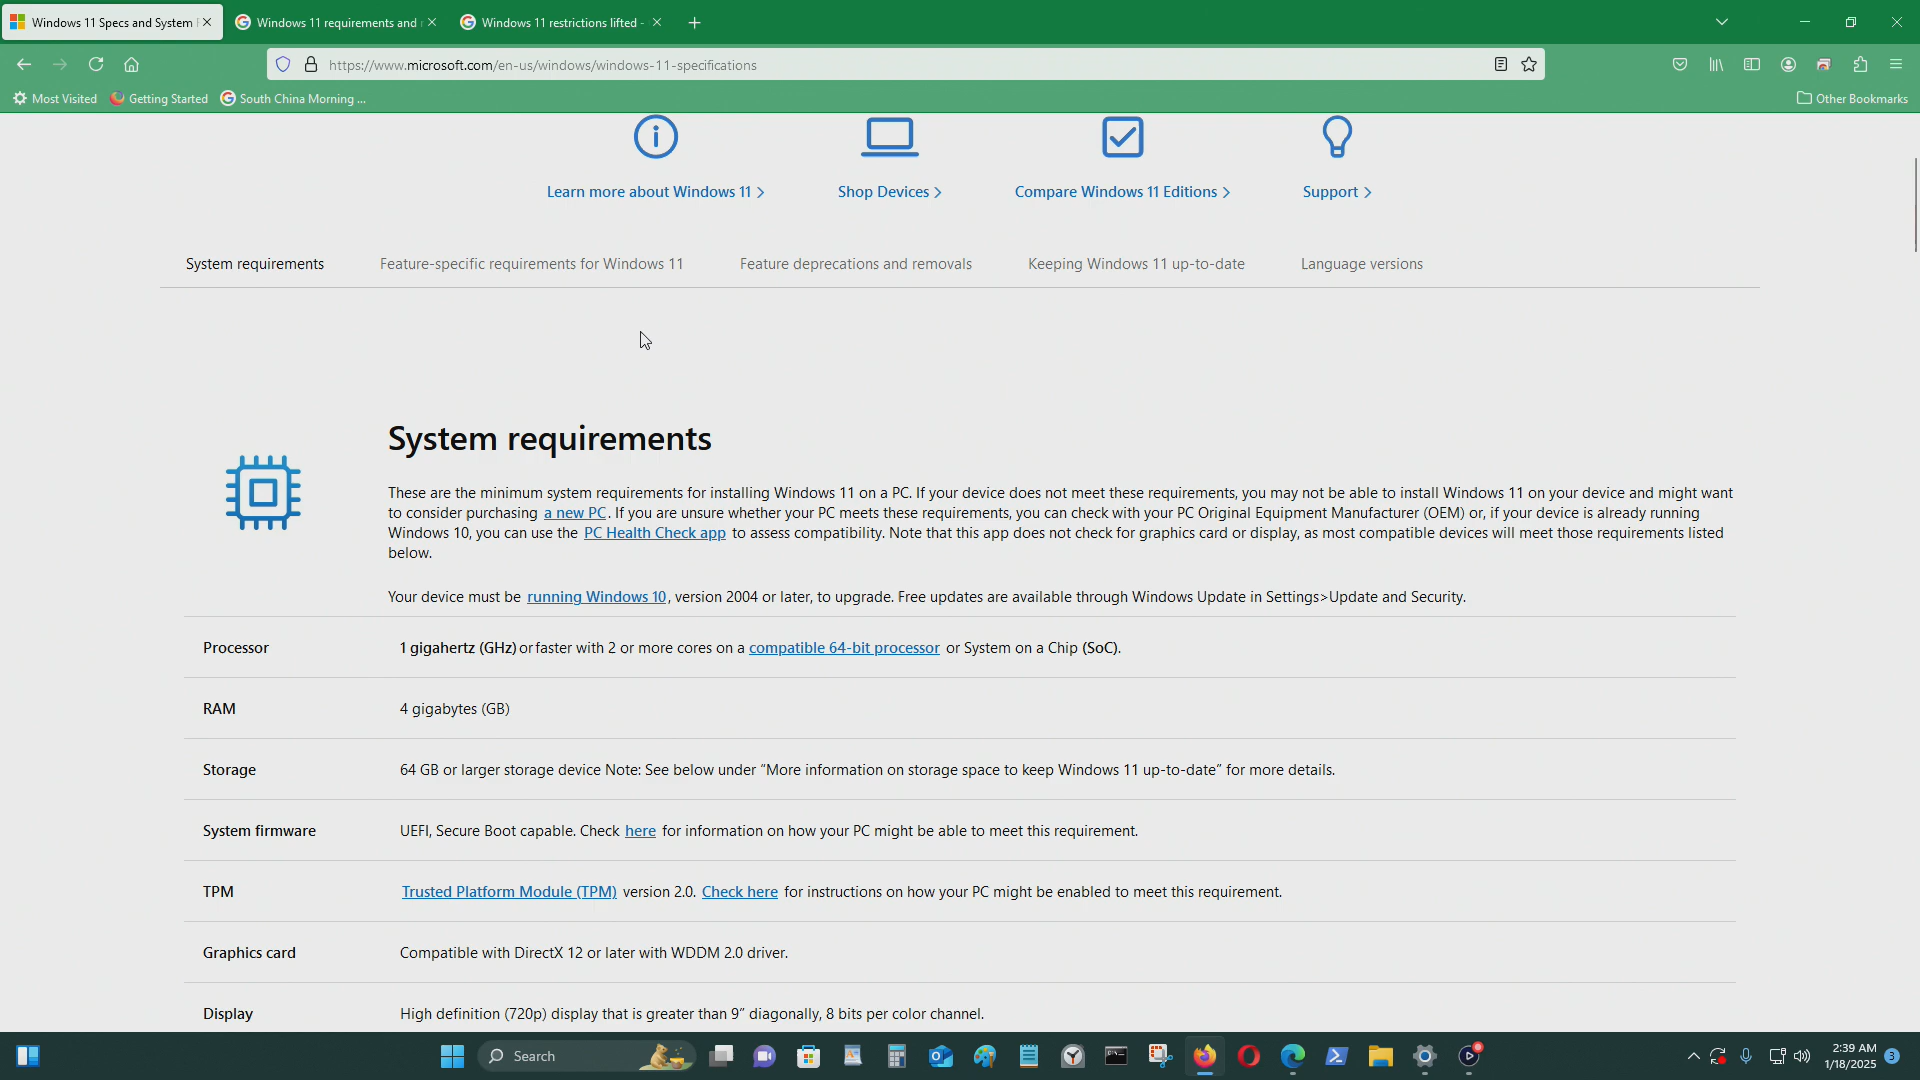 Windows 11 Specs and System
Windows 11 requirements and
Windows 11 restrictions lifted -
https://www.microsoft.com/en-us/windows/windows-11-specifications
Most Visited
Getting Started
South China Morning ...
Other Bookmarks
Learn more about Windows 11 >
Shop Devices >
Compare Windows 11 Editions >
Support >
System requirements
Feature-specific requirements for Windows 11
Feature deprecations and removals
Keeping Windows 11 up-to-date
Language versions
System requirements
These are the minimum system requirements for installing Windows 11 on a PC. If your device does not meet these requirements, you may not be able to install Windows 11 on your device and might want
to consider purchasing a new PC. If you are unsure whether your PC meets these requirements, you can check with your PC Original Equipment Manufacturer (OEM) or, if your device is already running
Windows 10, you can use the PC Health Check app to assess compatibility. Note that this app does not check for graphics card or display, as most compatible devices will meet those requirements listed
below.
Your device must be running Windows 10, version 2004 or later, to upgrade. Free updates are available through Windows Update in Settings>Update and Security.
Processor 1 gigahertz (GHz) or faster with 2 or more cores on a compatible 64-bit processor or System on a Chip (SoC).
RAM 4 gigabytes (GB)
Storage 64 GB or larger storage device Note: See below under “More information on storage space to keep Windows 11 up-to-date” for more details.
System firmware UEFI, Secure Boot capable. Check here for information on how your PC might be able to meet this requirement.
TPM Trusted Platform Module (TPM) version 2.0. Check here for instructions on how your PC might be enabled to meet this requirement.
Graphics card Compatible with DirectX 12 or later with WDDM 2.0 driver.
Display High definition (720p) display that is greater than 9” diagonally, 8 bits per color channel.
Search
2:39 AM
1/18/2025
3